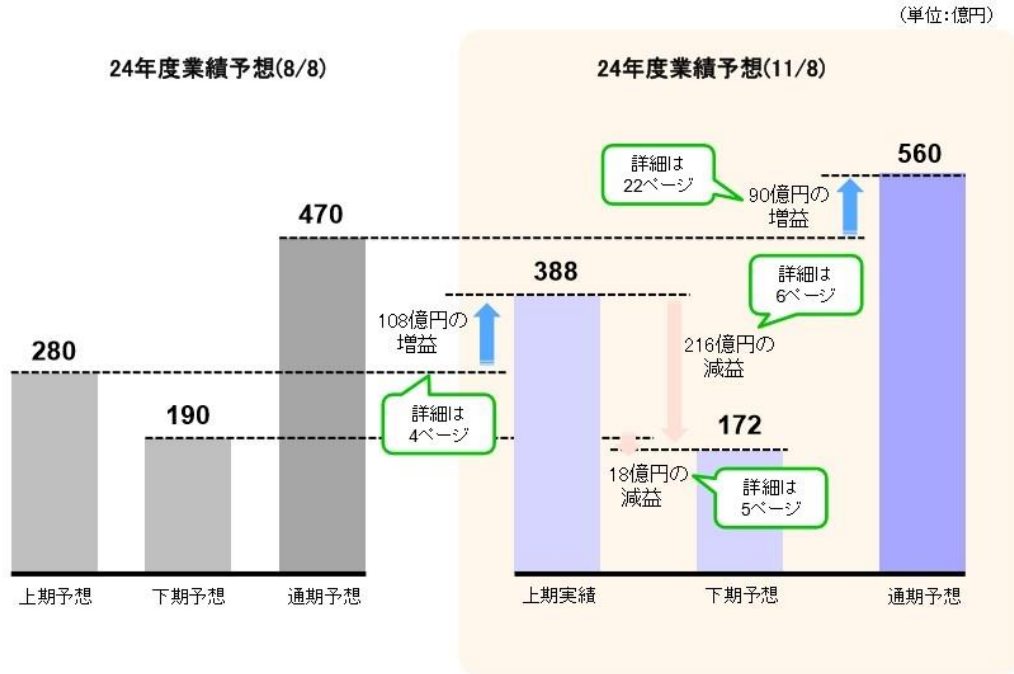 (単位:億円)
24年度業績予想(8/8)
24年度業績予想(11/8)
280
190
470
上期予想
下期予想
通期予想
108億円の
増益
詳細は
4ページ
388
詳細は
22ページ
90億円の
増益
560
詳細は
6ページ
216億円の
減益
172
18億円の
減益
詳細は
5ページ
上期実績
下期予想
通期予想